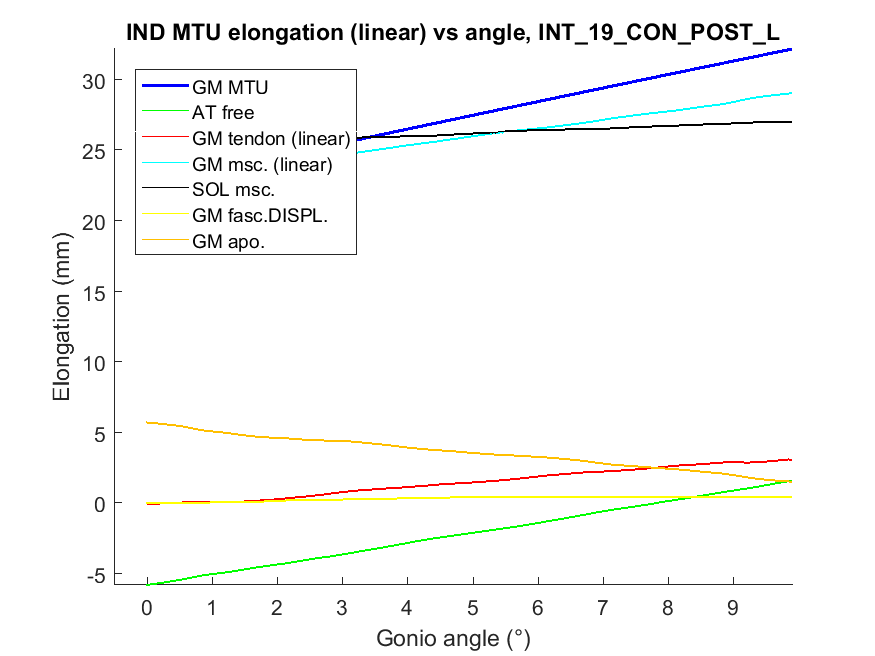 IND MTU elongation (linear) vs angle, INT_19_CON_POST_L
GM MTU
AT free
GM tendon (linear)
GM msc. (linear)
SOL msc.
GM fasc.DISPL.
GM apo.
Elongation (mm)
30
25
20
15
10
5
0
-5
0 1 2 3 4 5 6 7 8 9
Gonio angle (°)